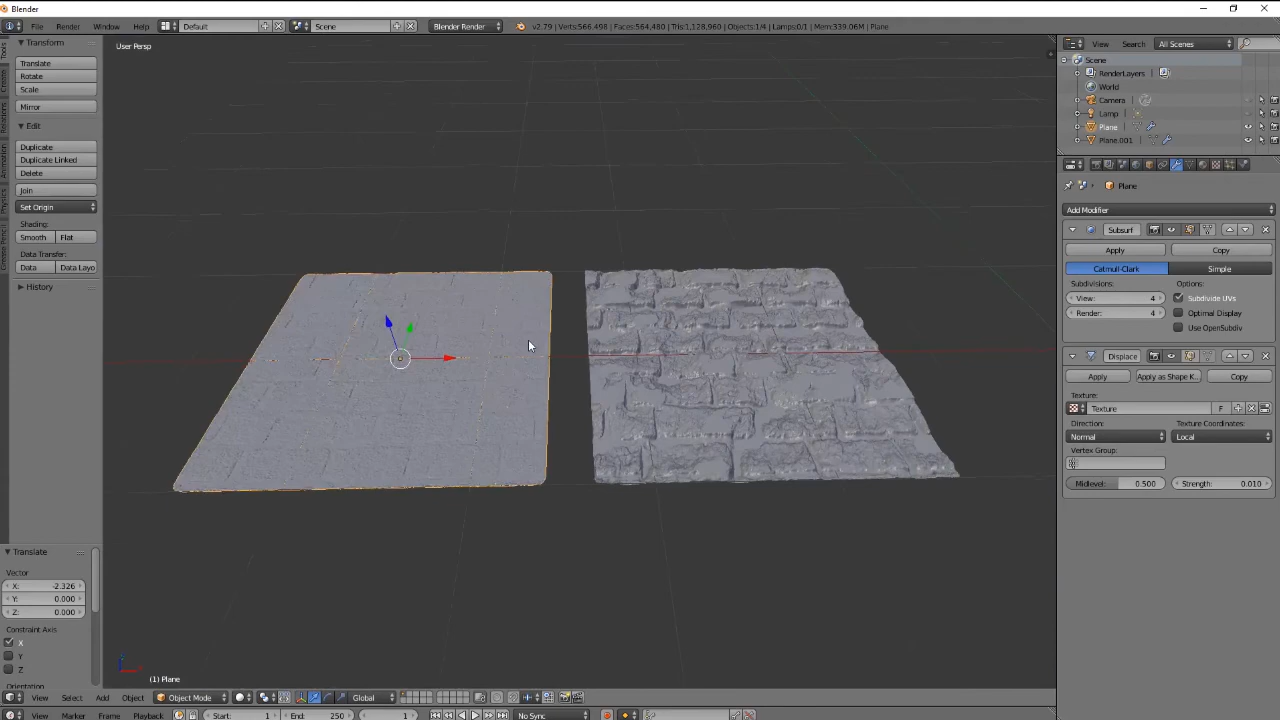 Blender
File Render Window Help Default Scene Blender Render v2.79 | Verts:566,498 | Faces:564,480 | Tris:1,128,960 | Objects:1/4 | Lamps:0/1 | Mem:339.06M | Plane
Transform
Translate
Rotate
Scale
Mirror
Edit
Duplicate
Duplicate Linked
Delete
Join
Set Origin
Shading:
Smooth Flat
Data Transfer:
Data Data Layo
History
Tools
Create
Relations
Animation
Physics
Grease Pencil
Translate
Vector
X: -2.326
Y: 0.000
Z: 0.000
Constraint Axis
X
Y
Z
Orientation
User Persp
(1) Plane
View Select Add Object Object Mode Global
View Marker Frame Playback Start: 1 End: 250 1 No Sync
View Search All Scenes
Scene
RenderLayers
World
Camera
Lamp
Plane
Plane.001
Plane
Add Modifier
Subsurf
Apply Copy
Catmull-Clark Simple
Subdivisions: Options:
View: 4 Subdivide UVs
Render: 4 Optimal Display
Use OpenSubdiv
Displace
Apply Apply as Shape K.. Copy
Texture:
Texture F
Direction: Texture Coordinates:
Normal Local
Vertex Group:
Midlevel: 0.500 Strength: 0.010